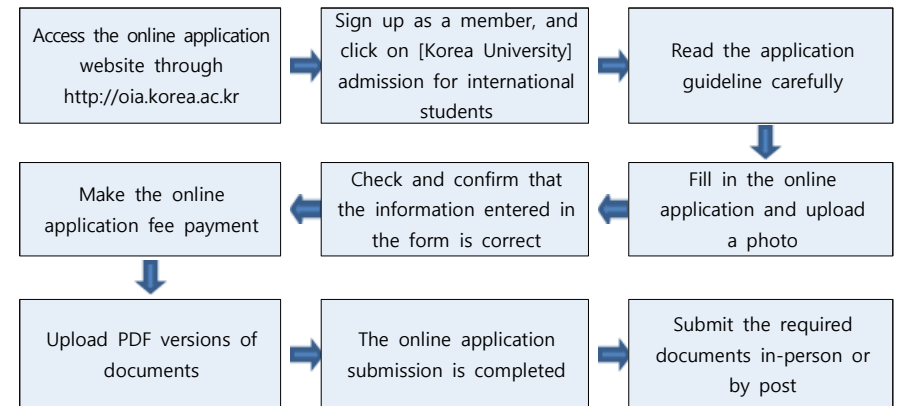 Access the online application
website through
http://oia.korea.ac.kr
Sign up as a member, and
click on [Korea University]
admission for international
students
Read the application
guideline carefully
Fill in the online
application and upload
a photo
Check and confirm that
the information entered in
the form is correct
Make the online
application fee payment
Upload PDF versions of
documents
The online application
submission is completed
Submit the required
documents in-person or
by post